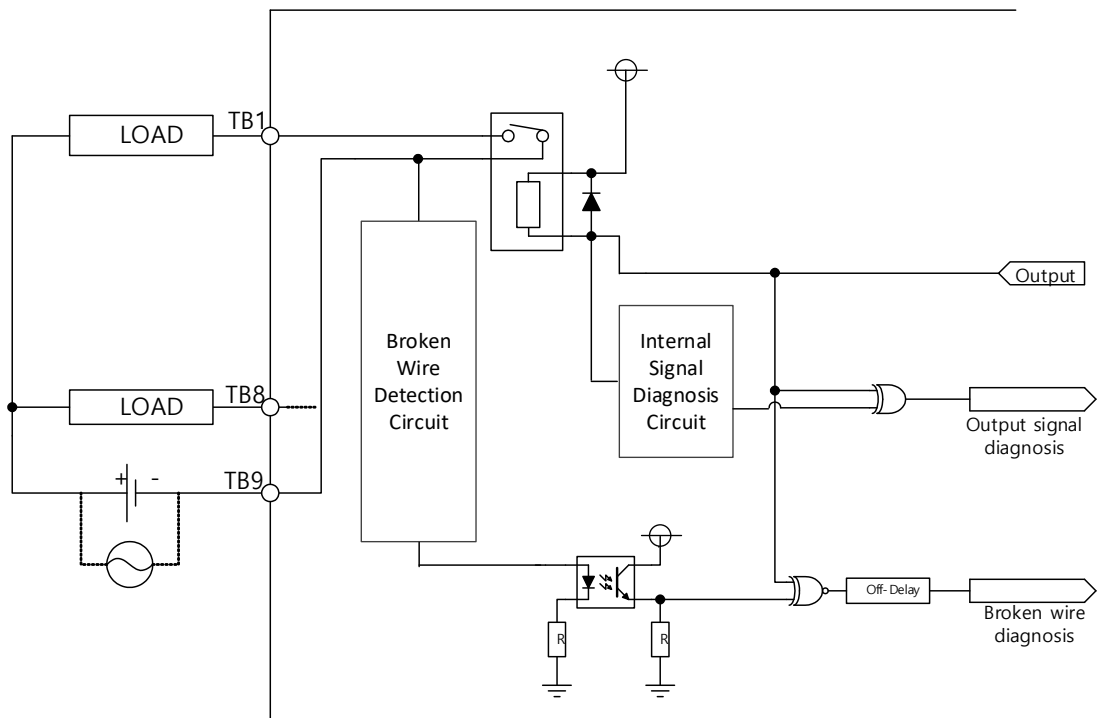 LOAD
TB1
Output
Broken
Wire
Detection
Circuit
Internal
Signal
Diagnosis
Circuit
LOAD
TB8
Output signal
diagnosis
+
-
TB9
Off-Delay
Broken wire
diagnosis
R
R